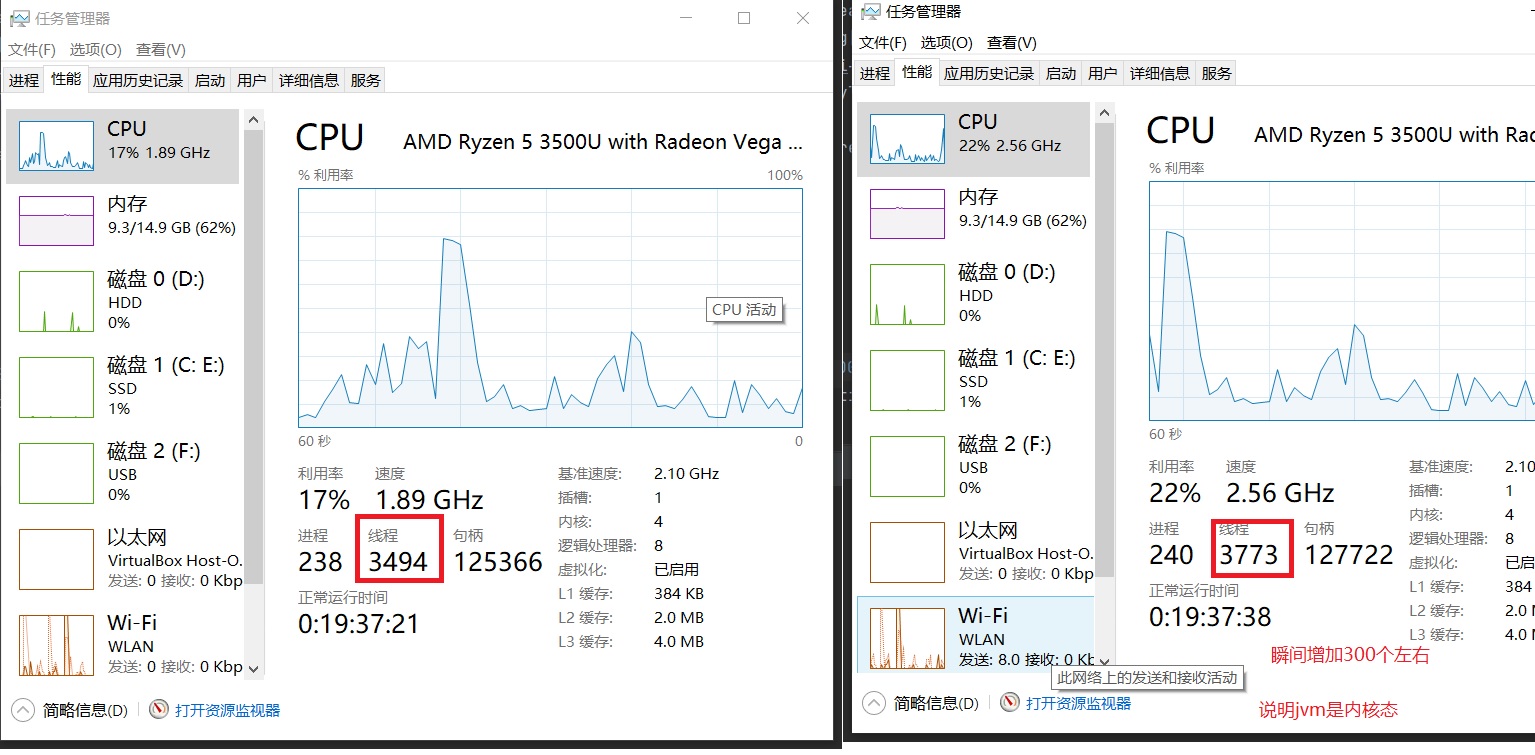 任务管理器
文件(F) 选项(O) 查看(V)
进程 性能 应用历史记录 启动 用户 详细信息 服务
CPU
17% 1.89 GHz
内存
9.3/14.9 GB (62%)
磁盘 0 (D:)
HDD
0%
磁盘 1 (C: E:)
SSD
1%
磁盘 2 (F:)
USB
0%
以太网
VirtualBox Host-O.
发送: 0 接收: 0 Kbp
Wi-Fi
WLAN
发送: 0 接收: 0 Kbp
CPU AMD Ryzen 5 3500U with Radeon Vega ...
% 利用率 100%
CPU 活动
60 秒 0
利用率 速度
17% 1.89 GHz
进程 线程 句柄
238 3494 125366
正常运行时间
0:19:37:21
基准速度: 2.10 GHz
插槽: 1
内核: 4
逻辑处理器: 8
虚拟化: 已启用
L1 缓存: 384 KB
L2 缓存: 2.0 MB
L3 缓存: 4.0 MB
简略信息(D) 打开资源监视器
任务管理器
文件(F) 选项(O) 查看(V)
进程 性能 应用历史记录 启动 用户 详细信息 服务
CPU
22% 2.56 GHz
内存
9.3/14.9 GB (62%)
磁盘 0 (D:)
HDD
0%
磁盘 1 (C: E:)
SSD
1%
磁盘 2 (F:)
USB
0%
以太网
VirtualBox Host-O.
发送: 0 接收: 0 Kbp
Wi-Fi
WLAN
发送: 8.0 接收: 0 Kb
此网络上的发送和接收活动
CPU AMD Ryzen 5 3500U with Rad
% 利用率
60 秒
利用率 速度
22% 2.56 GHz
进程 线程 句柄
240 3773 127722
正常运行时间
0:19:37:38
基准速度: 2.10
插槽: 1
内核: 4
逻辑处理器: 8
虚拟化: 已启
L1 缓存: 384
L2 缓存: 2.0
L3 缓存: 4.0
瞬间增加300个左右
说明jvm是内核态
简略信息(D) 打开资源监视器